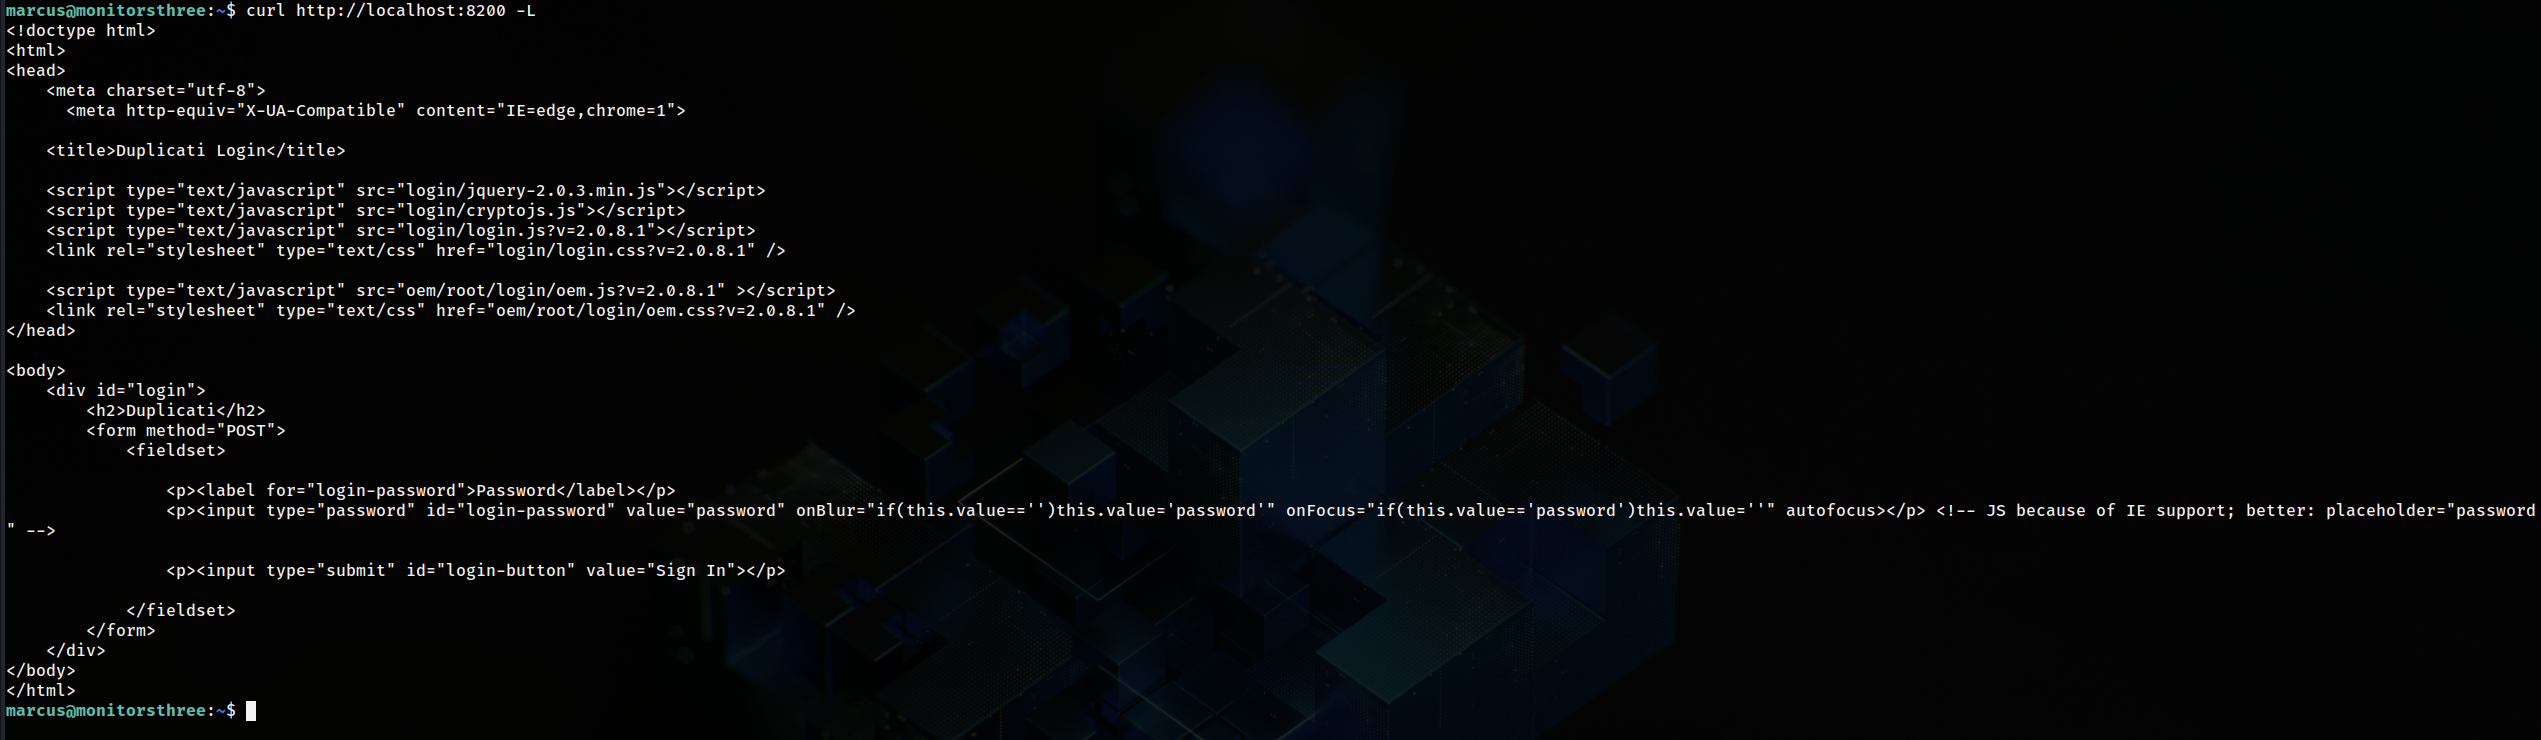 marcus@monitorsthree:~$ curl http://localhost:8200 -L
<!doctype html>
<html>
<head>
    <meta charset="utf-8">
      <meta http-equiv="X-UA-Compatible" content="IE=edge,chrome=1">
    <title>Duplicati Login</title>
    <script type="text/javascript" src="login/jquery-2.0.3.min.js"></script>
    <script type="text/javascript" src="login/cryptojs.js"></script>
    <script type="text/javascript" src="login/login.js?v=2.0.8.1"></script>
    <link rel="stylesheet" type="text/css" href="login/login.css?v=2.0.8.1" />
    <script type="text/javascript" src="oem/root/login/oem.js?v=2.0.8.1" ></script>
    <link rel="stylesheet" type="text/css" href="oem/root/login/oem.css?v=2.0.8.1" />
</head>
<body>
    <div id="login">
        <h2>Duplicati</h2>
        <form method="POST">
            <fieldset>
                <p><label for="login-password">Password</label></p>
                <p><input type="password" id="login-password" value="password" onBlur="if(this.value=='')this.value='password'" onFocus="if(this.value=='password')this.value=''" autofocus></p> <!-- JS because of IE support; better: placeholder="password
" -->
                <p><input type="submit" id="login-button" value="Sign In"></p>
            </fieldset>
        </form>
    </div>
</body>
</html>
marcus@monitorsthree:~$